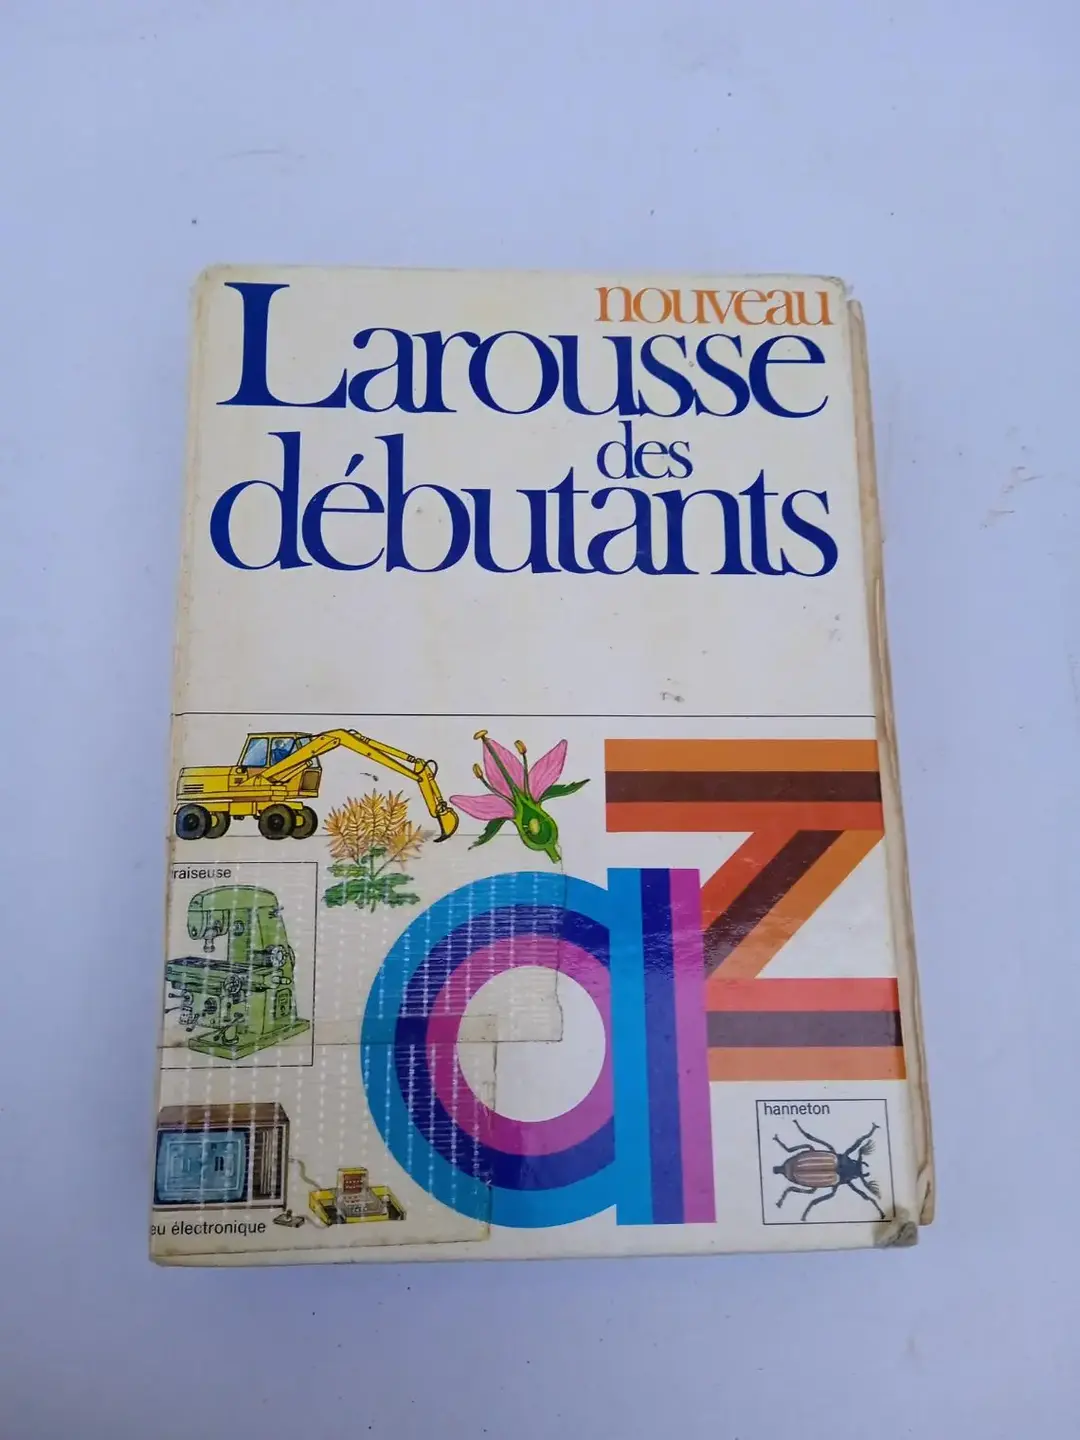 nouveau
Larousse
des
débutants
raiseuse
a
z
hanneton
eu électronique